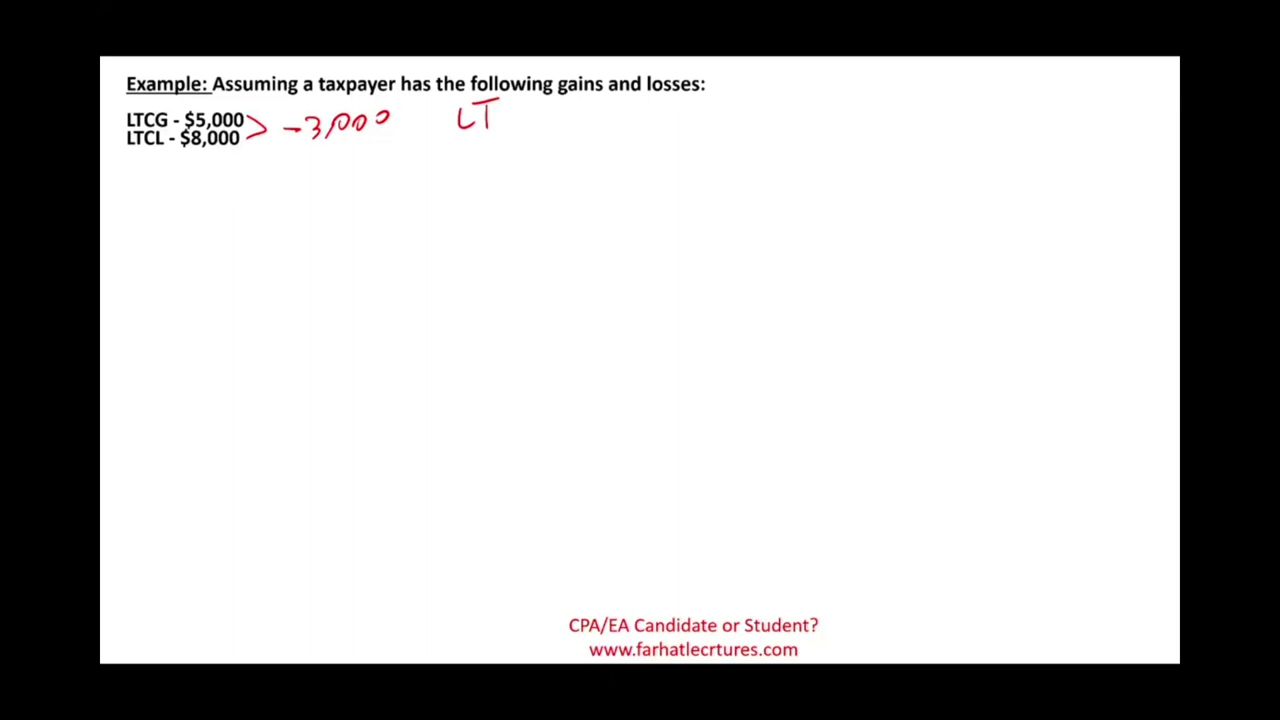 Example: Assuming a taxpayer has the following gains and losses:
LTCG - $5,000
LTCL - $8,000
-3,000 LT
CPA/EA Candidate or Student?
www.farhatlecrtures.com